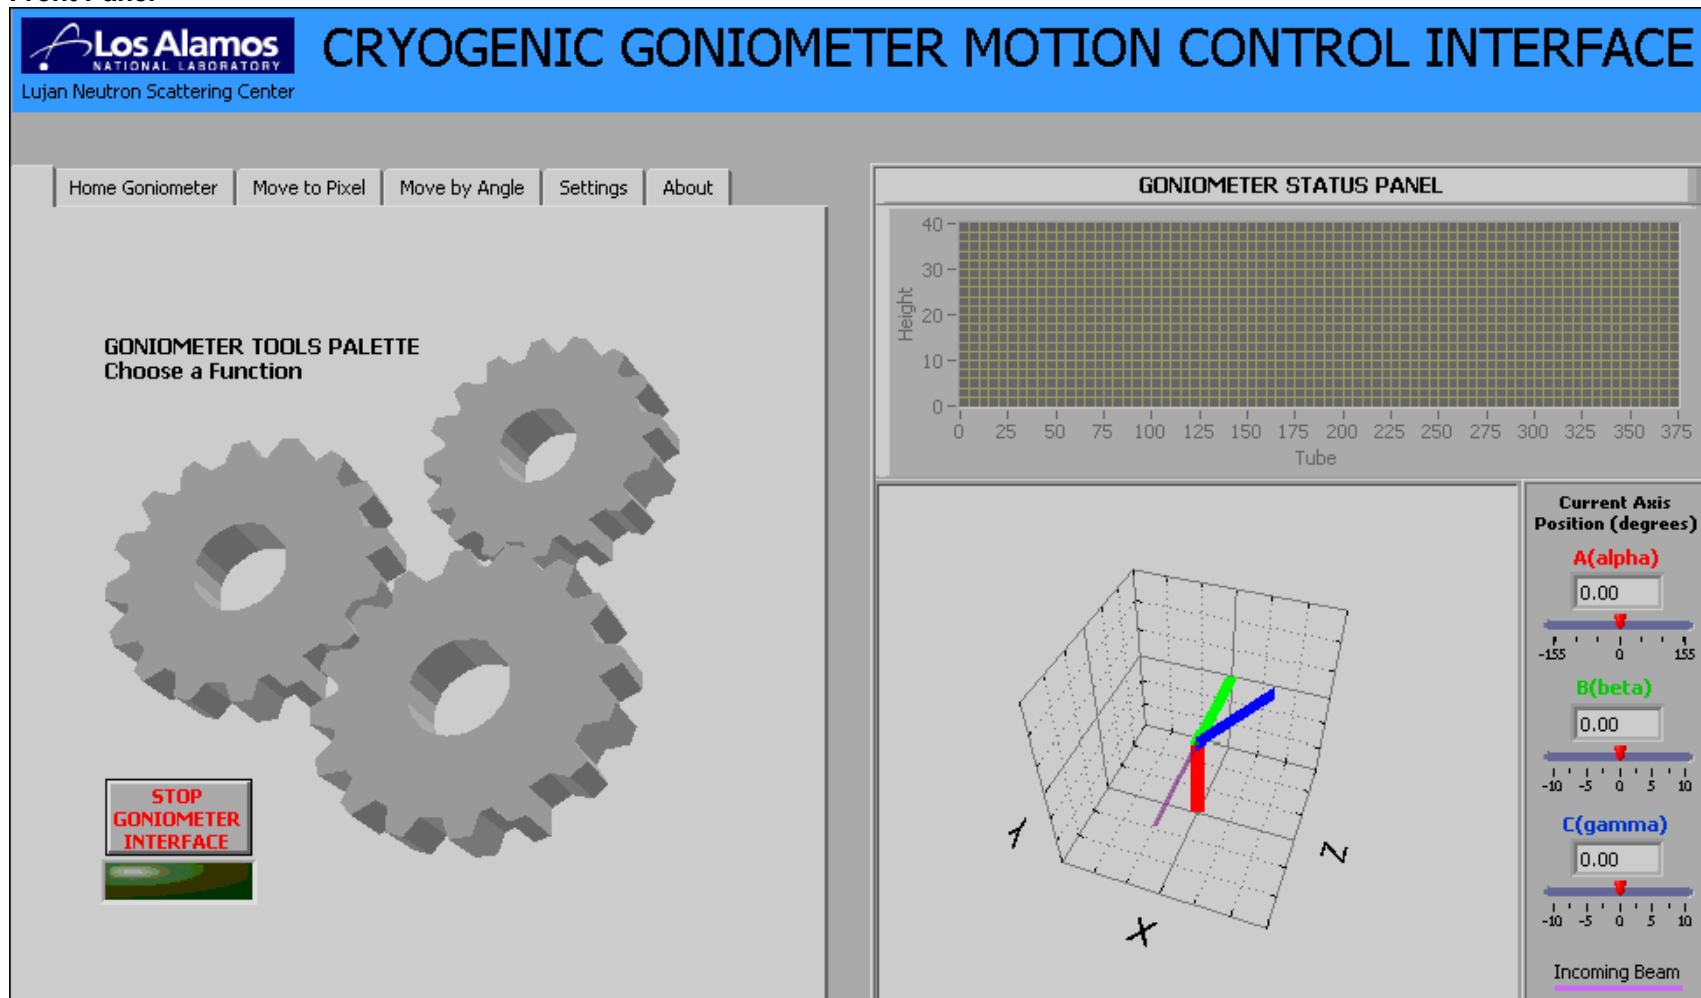 Front Panel
Los Alamos
NATIONAL LABORATORY
Lujan Neutron Scattering Center
CRYOGENIC GONIOMETER MOTION CONTROL INTERFACE
Home Goniometer Move to Pixel Move by Angle Settings About
GONIOMETER TOOLS PALETTE
Choose a Function
STOP
GONIOMETER
INTERFACE
GONIOMETER STATUS PANEL
40
30
20
10
0
Height
0 25 50 75 100 125 150 175 200 225 250 275 300 325 350 375
Tube
Y
X
Z
Current Axis
Position (degrees)
A(alpha)
0.00
-155 0 155
B(beta)
0.00
-10 -5 0 5 10
C(gamma)
0.00
-10 -5 0 5 10
Incoming Beam